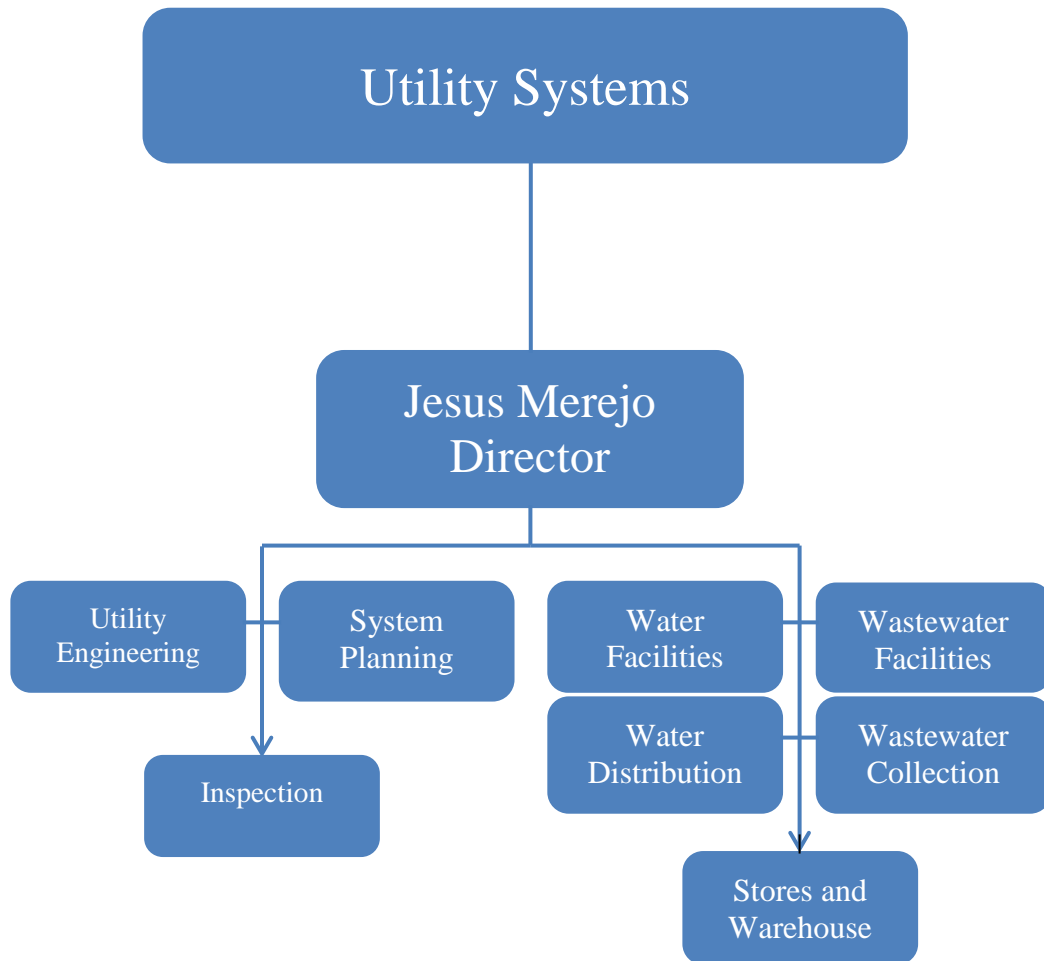 Utility Systems
Jesus Merejo
Director
Utility
Engineering
System
Planning
Water
Facilities
Wastewater
Facilities
Water
Distribution
Wastewater
Collection
Inspection
Stores and
Warehouse